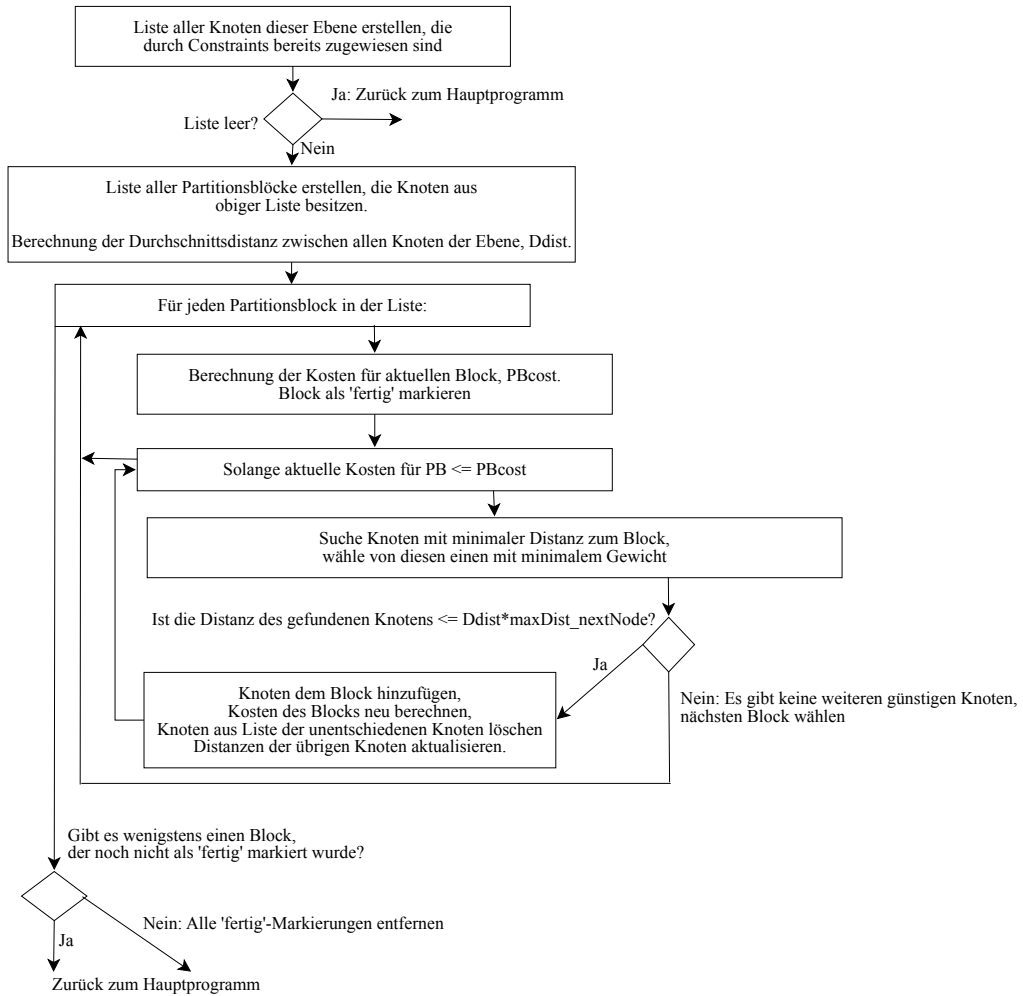 Liste aller Knoten dieser Ebene erstellen, die
durch Constraints bereits zugewiesen sind
Ja: Zurück zum Hauptprogramm
Liste leer?
Nein
Liste aller Partitionsblöcke erstellen, die Knoten aus
obiger Liste besitzen.
Berechnung der Durchschnittsdistanz zwischen allen Knoten der Ebene, Ddist.
Für jeden Partitionsblock in der Liste:
Berechnung der Kosten für aktuellen Block, PBcost.
Block als 'fertig' markieren
Solange aktuelle Kosten für PB <= PBcost
Suche Knoten mit minimaler Distanz zum Block,
wähle von diesen einen mit minimalem Gewicht
Ist die Distanz des gefundenen Knotens <= Ddist*maxDist_nextNode?
Ja
Knoten dem Block hinzufügen,
Kosten des Blocks neu berechnen,
Knoten aus Liste der unentschiedenen Knoten löschen
Distanzen der übrigen Knoten aktualisieren.
Nein: Es gibt keine weiteren günstigen Knoten,
nächsten Block wählen
Gibt es wenigstens einen Block,
der noch nicht als 'fertig' markiert wurde?
Nein: Alle 'fertig'-Markierungen entfernen
Ja
Zurück zum Hauptprogramm